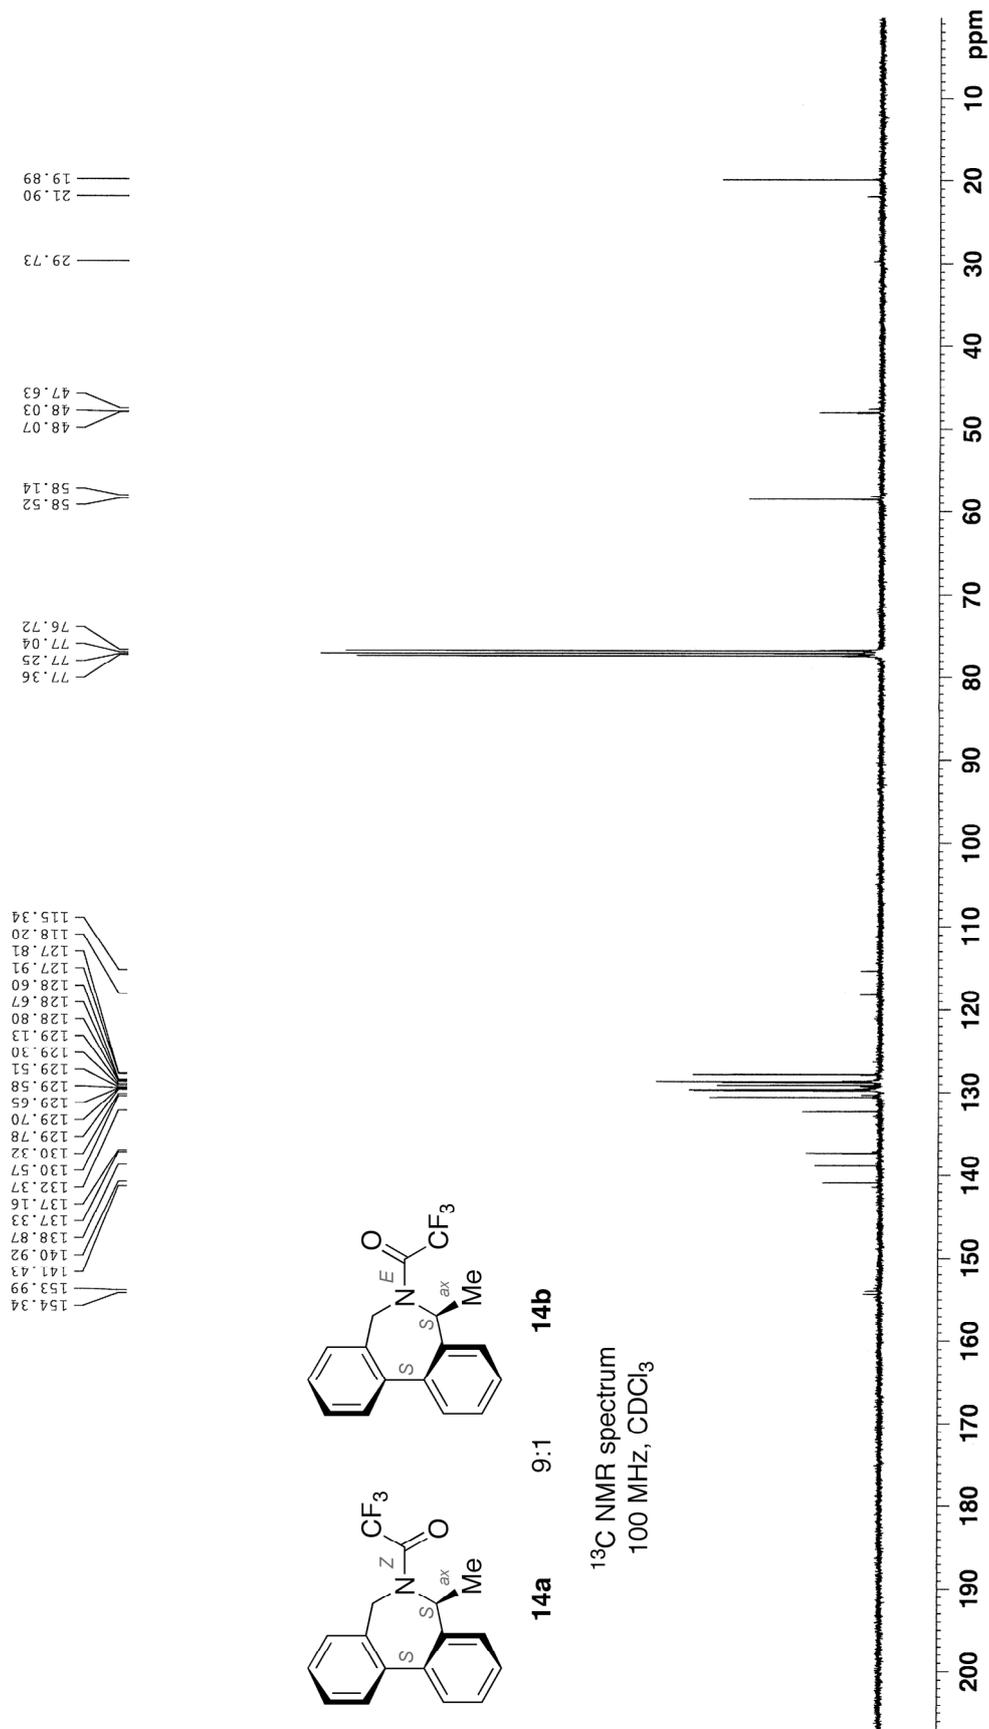 19.89
21.90
29.73
47.63
48.03
48.07
58.14
58.52
76.72
77.04
77.25
77.36
115.34
118.20
127.81
127.91
128.60
128.67
128.80
129.13
129.30
129.51
129.58
129.65
129.70
129.78
130.32
130.57
132.37
137.16
137.33
138.87
140.92
141.43
153.99
154.34
CF3
O
Z
N
S
ax
Me
S
14a
9:1
O
E
CF3
N
S
ax
Me
S
14b
13C NMR spectrum
100 MHz, CDCl3
200 190 180 170 160 150 140 130 120 110 100 90 80 70 60 50 40 30 20 10 ppm